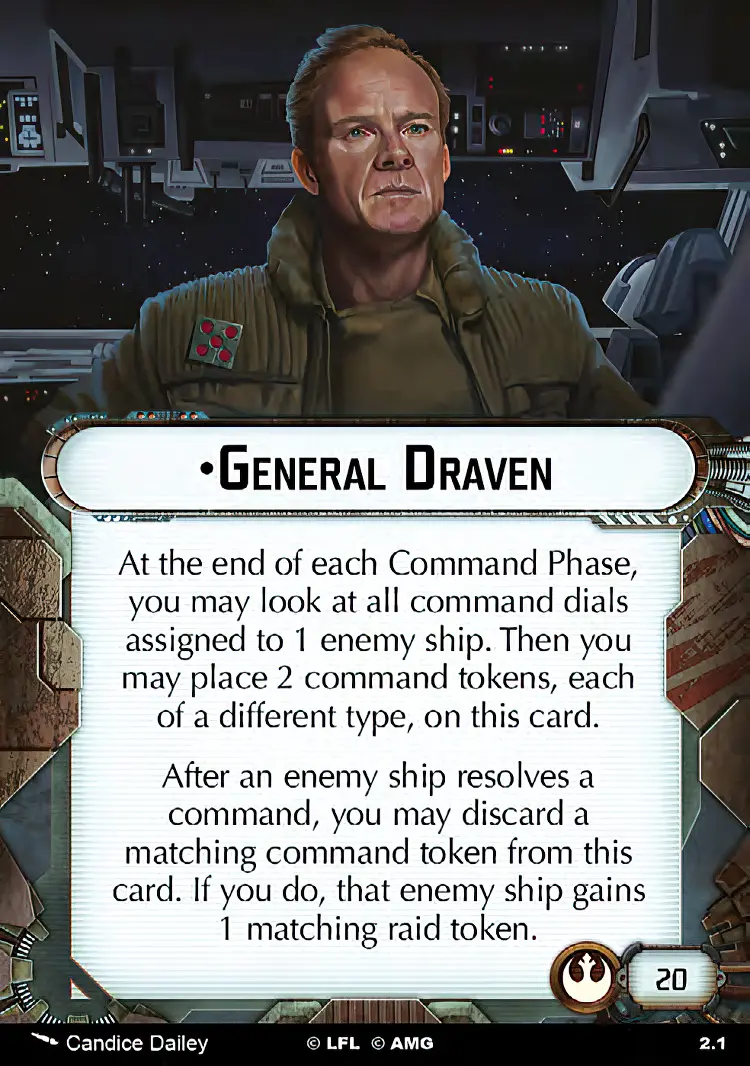 •General Draven
At the end of each Command Phase,
you may look at all command dials
assigned to 1 enemy ship. Then you
may place 2 command tokens, each
of a different type, on this card.
After an enemy ship resolves a
command, you may discard a
matching command token from this
card. If you do, that enemy ship gains
1 matching raid token.
20
Candice Dailey © LFL © AMG 2.1